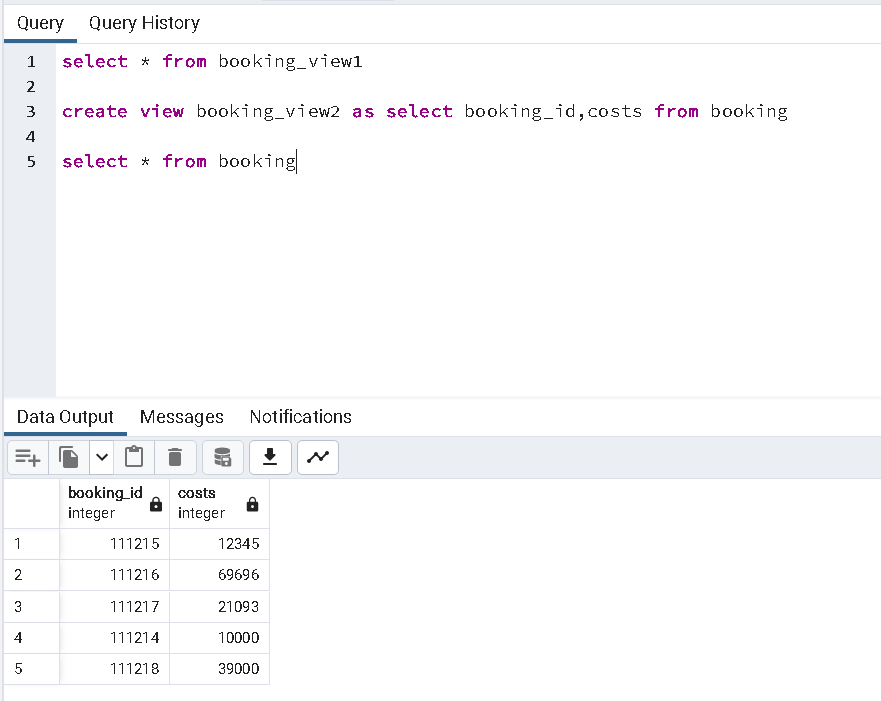 Query Query History
1 select * from booking_view1
2
3 create view booking_view2 as select booking_id,costs from booking
4
5 select * from booking
Data Output Messages Notifications
booking_id costs
integer integer
1 111215 12345
2 111216 69696
3 111217 21093
4 111214 10000
5 111218 39000